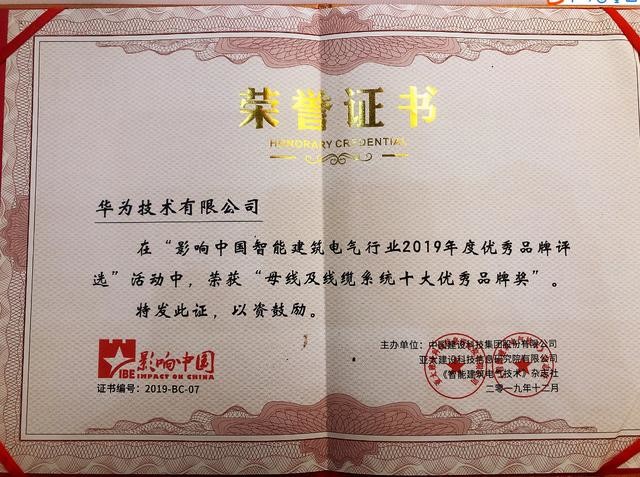 荣誉证书
HONORARY CREDENTIAL
华为技术有限公司
在“影响中国智能建筑电气行业2019年度优秀品牌评
选”活动中，荣获“母线及线缆系统十大优秀品牌奖”。
特发此证，以资鼓励。
主办单位：中国建设科技集团股份有限公司
亚太建设科技信息研究院有限公司
《智能建筑电气技术》杂志社
二〇一九年十二月
影响中国
IBE IMPACT ON CHINA
证书编号：2019-BC-07